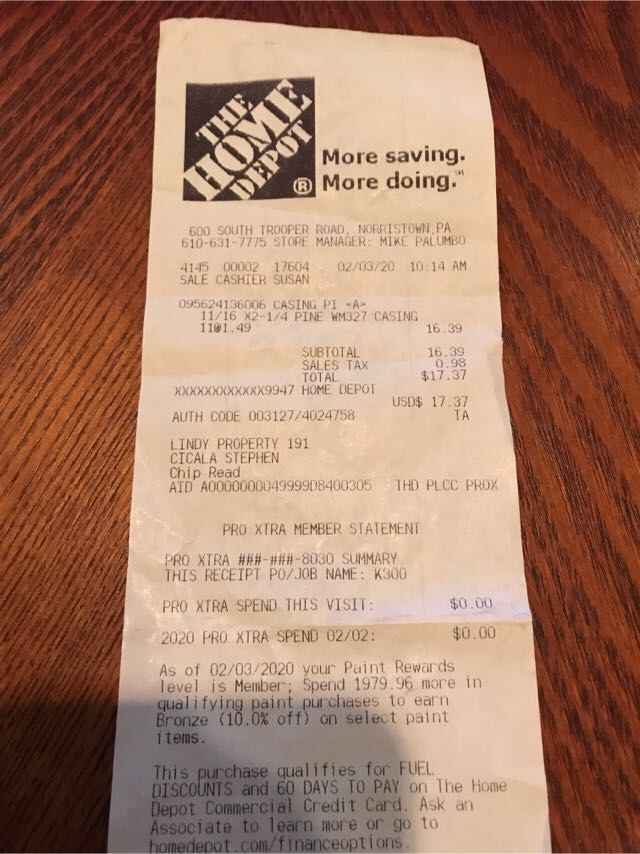 THE
HOME
DEPOT
®
More saving.
More doing.℠
600 SOUTH TROOPER ROAD, NORRISTOWN,PA
610-631-7775 STORE MANAGER: MIKE PALUMBO
4145 00002 17604 02/03/20 10:14 AM
SALE CASHIER SUSAN
095624136006 CASING PI <A>
11/16 X2-1/4 PINE WM327 CASING
11@1.49 16.39
SUBTOTAL 16.39
SALES TAX 0.98
TOTAL $17.37
XXXXXXXXXXXX9947 HOME DEPOT
USD$ 17.37
AUTH CODE 003127/4024758 TA
LINDY PROPERTY 191
CICALA STEPHEN
Chip Read
AID A0000000049999D8400305 THD PLCC PROX
PRO XTRA MEMBER STATEMENT
PRO XTRA ###-###-8030 SUMMARY
THIS RECEIPT PO/JOB NAME: K300
PRO XTRA SPEND THIS VISIT: $0.00
2020 PRO XTRA SPEND 02/02: $0.00
As of 02/03/2020 your Paint Rewards
level is Member; Spend 1979.96 more in
qualifying paint purchases to earn
Bronze (10.0% off) on select paint
items.
This purchase qualifies for FUEL
DISCOUNTS and 60 DAYS TO PAY on The Home
Depot Commercial Credit Card. Ask an
Associate to learn more or go to
homedepot.com/financeoptions.